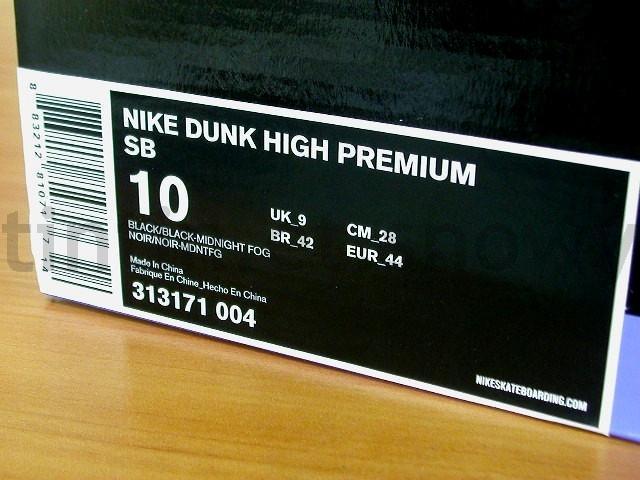 NIKE DUNK HIGH PREMIUM
SB
10
UK_9
CM_28
BR_42
EUR_44
BLACK/BLACK-MIDNIGHT FOG
NOIR/NOIR-MDNTFG
Made In China
Fabrique En Chine_Hecho En China
313171 004
NIKESKATEBOARDING.COM